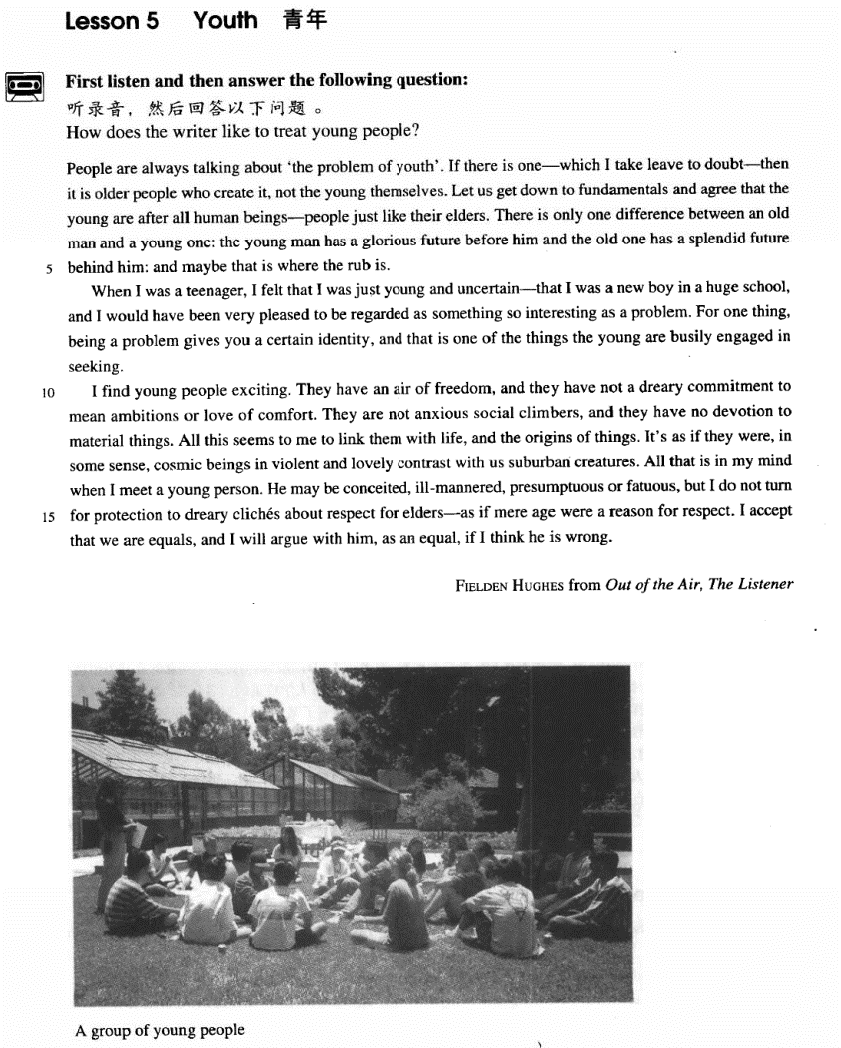 Lesson 5 Youth 青年
First listen and then answer the following question:
听录音，然后回答以下问题。
How does the writer like to treat young people?
People are always talking about ‘the problem of youth’. If there is one—which I take leave to doubt—then
it is older people who create it, not the young themselves. Let us get down to fundamentals and agree that the
young are after all human beings—people just like their elders. There is only one difference between an old
man and a young one: the young man has a glorious future before him and the old one has a splendid future
5 behind him: and maybe that is where the rub is.
When I was a teenager, I felt that I was just young and uncertain—that I was a new boy in a huge school,
and I would have been very pleased to be regarded as something so interesting as a problem. For one thing,
being a problem gives you a certain identity, and that is one of the things the young are busily engaged in
seeking.
10 I find young people exciting. They have an air of freedom, and they have not a dreary commitment to
mean ambitions or love of comfort. They are not anxious social climbers, and they have no devotion to
material things. All this seems to me to link them with life, and the origins of things. It’s as if they were, in
some sense, cosmic beings in violent and lovely contrast with us suburban creatures. All that is in my mind
when I meet a young person. He may be conceited, ill-mannered, presumptuous or fatuous, but I do not turn
15 for protection to dreary clichés about respect for elders—as if mere age were a reason for respect. I accept
that we are equals, and I will argue with him, as an equal, if I think he is wrong.
FIELDEN HUGHES from Out of the Air, The Listener
A group of young people